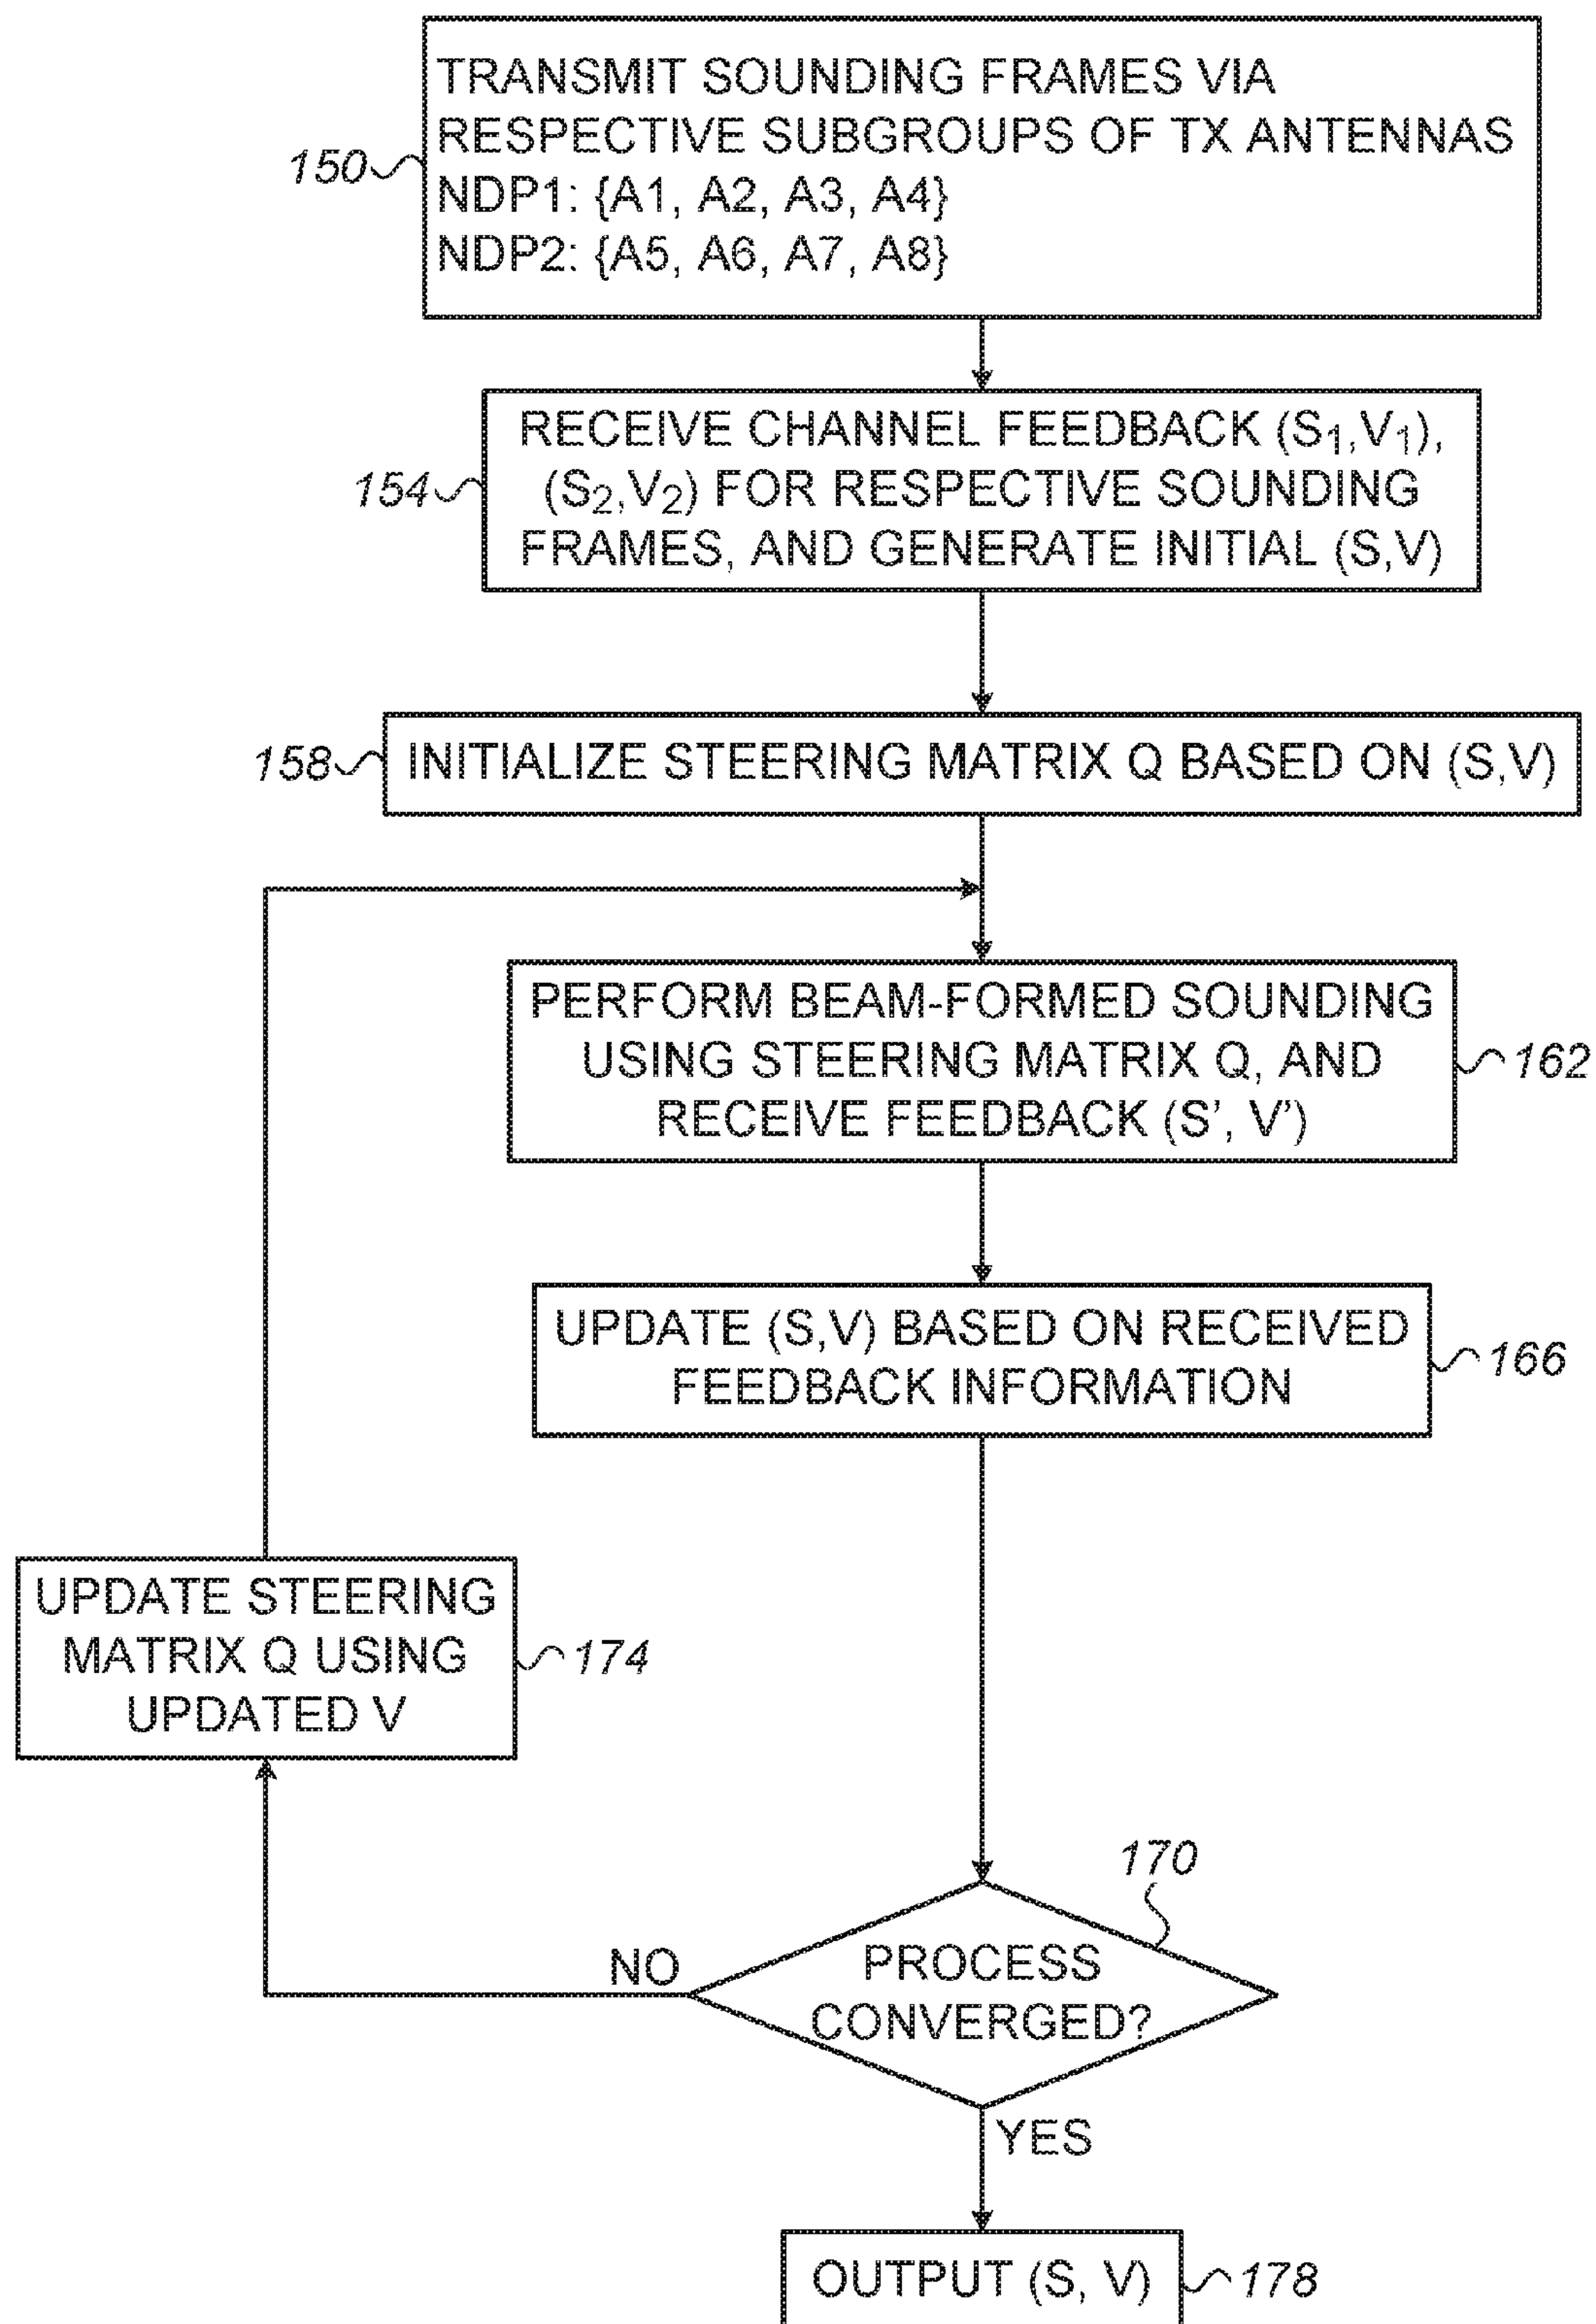 TRANSMIT SOUNDING FRAMES VIA
RESPECTIVE SUBGROUPS OF TX ANTENNAS
NDP1: {A1, A2, A3, A4}
NDP2: {A5, A6, A7, A8}
150
RECEIVE CHANNEL FEEDBACK (S₁,V₁),
(S₂,V₂) FOR RESPECTIVE SOUNDING
FRAMES, AND GENERATE INITIAL (S,V)
154
INITIALIZE STEERING MATRIX Q BASED ON (S,V)
158
PERFORM BEAM-FORMED SOUNDING
USING STEERING MATRIX Q, AND
RECEIVE FEEDBACK (S', V')
162
UPDATE (S,V) BASED ON RECEIVED
FEEDBACK INFORMATION
166
UPDATE STEERING
MATRIX Q USING
UPDATED V
174
170
PROCESS
CONVERGED?
NO
YES
OUTPUT (S, V)
178